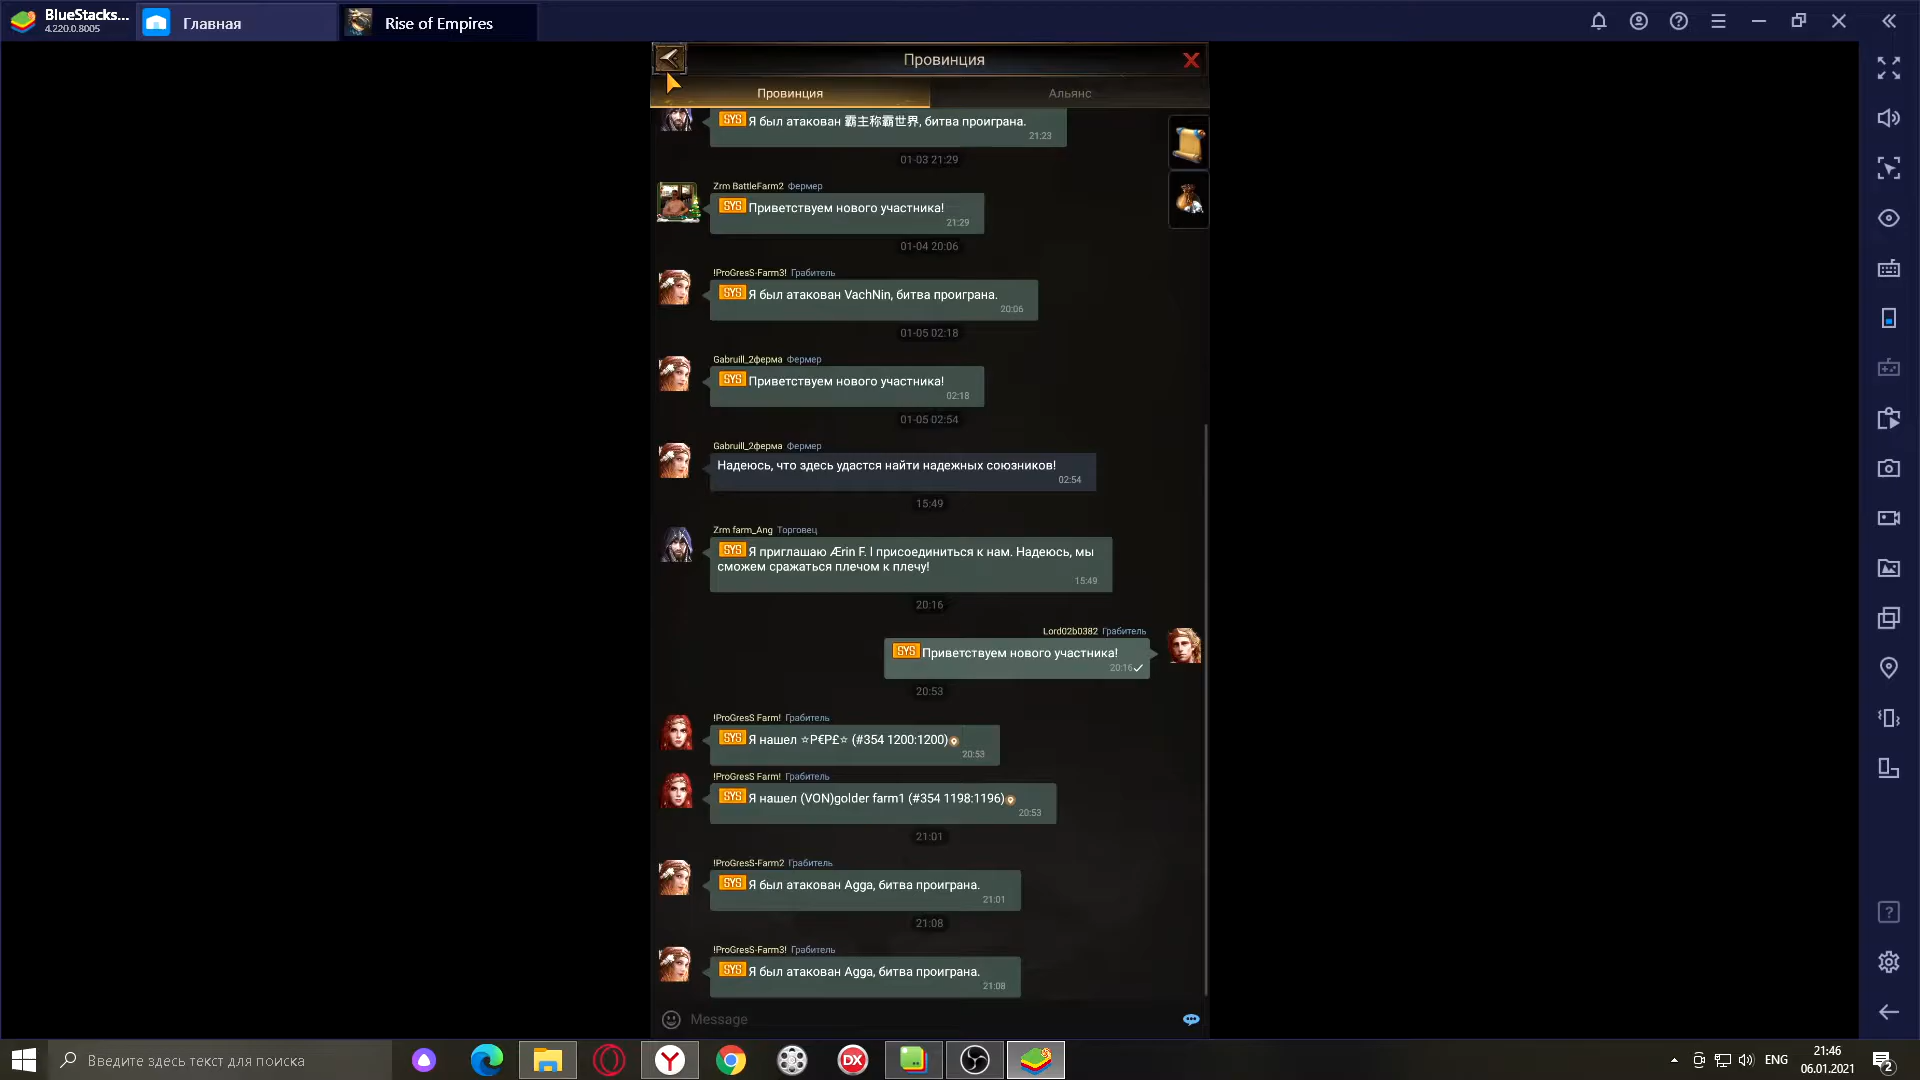 BlueStacks...
4.220.0.8005
Главная
Rise of Empires
Провинция
Провинция
Альянс
SYS Я был атакован 霸主称霸世界, битва проиграна.
21:23
01-03 21:29
Zrm BattleFarm2 Фермер
SYS Приветствуем нового участника!
21:29
01-04 20:06
!ProGresS-Farm3! Грабитель
SYS Я был атакован VachNin, битва проиграна.
20:06
01-05 02:18
Gabruill_2ферма Фермер
SYS Приветствуем нового участника!
02:18
01-05 02:54
Gabruill_2ферма Фермер
Надеюсь, что здесь удастся найти надежных союзников!
02:54
15:49
Zrm farm_Ang Торговец
SYS Я приглашаю Ærin F. I присоединиться к нам. Надеюсь, мы
сможем сражаться плечом к плечу!
15:49
20:16
Lord02b0382 Грабитель
SYS Приветствуем нового участника!
20:16
20:53
!ProGresS Farm! Грабитель
SYS Я нашел ☆P€P£☆ (#354 1200:1200)
20:53
!ProGresS Farm! Грабитель
SYS Я нашел (VON)golder farm1 (#354 1198:1196)
20:53
21:01
!ProGresS-Farm2 Грабитель
SYS Я был атакован Agga, битва проиграна.
21:01
21:08
!ProGresS-Farm3! Грабитель
SYS Я был атакован Agga, битва проиграна.
21:08
Message
Введите здесь текст для поиска
DX
ENG
21:46
06.01.2021
2